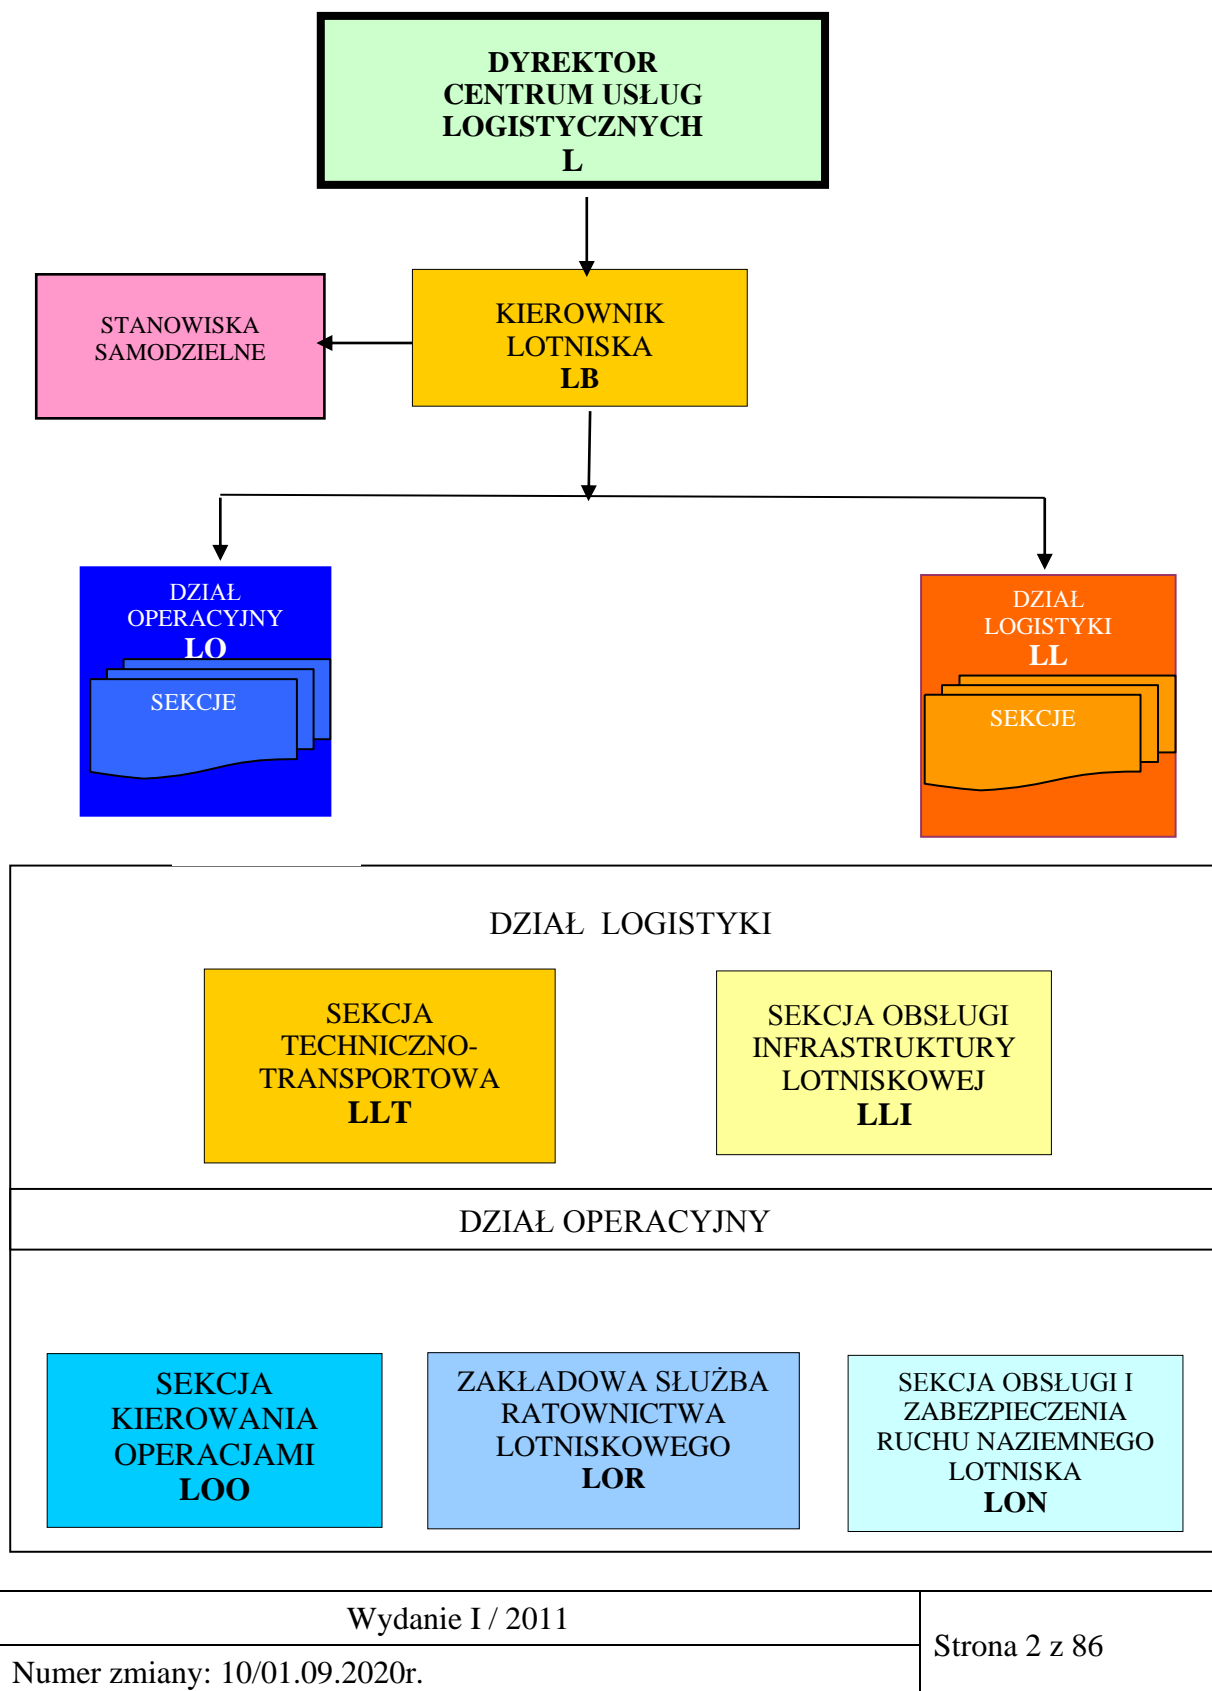 DYREKTOR
CENTRUM USŁUG
LOGISTYCZNYCH
L
STANOWISKA
SAMODZIELNE
KIEROWNIK
LOTNISKA
LB
DZIAŁ
OPERACYJNY
LO
SEKCJE
DZIAŁ
LOGISTYKI
LL
SEKCJE
DZIAŁ LOGISTYKI
SEKCJA
TECHNICZNO-
TRANSPORTOWA
LLT
SEKCJA OBSŁUGI
INFRASTRUKTURY
LOTNISKOWEJ
LLI
DZIAŁ OPERACYJNY
SEKCJA
KIEROWANIA
OPERACJAMI
LOO
ZAKŁADOWA SŁUŻBA
RATOWNICTWA
LOTNISKOWEGO
LOR
SEKCJA OBSŁUGI I
ZABEZPIECZENIA
RUCHU NAZIEMNEGO
LOTNISKA
LON
Wydanie I / 2011
Numer zmiany: 10/01.09.2020r.
Strona 2 z 86